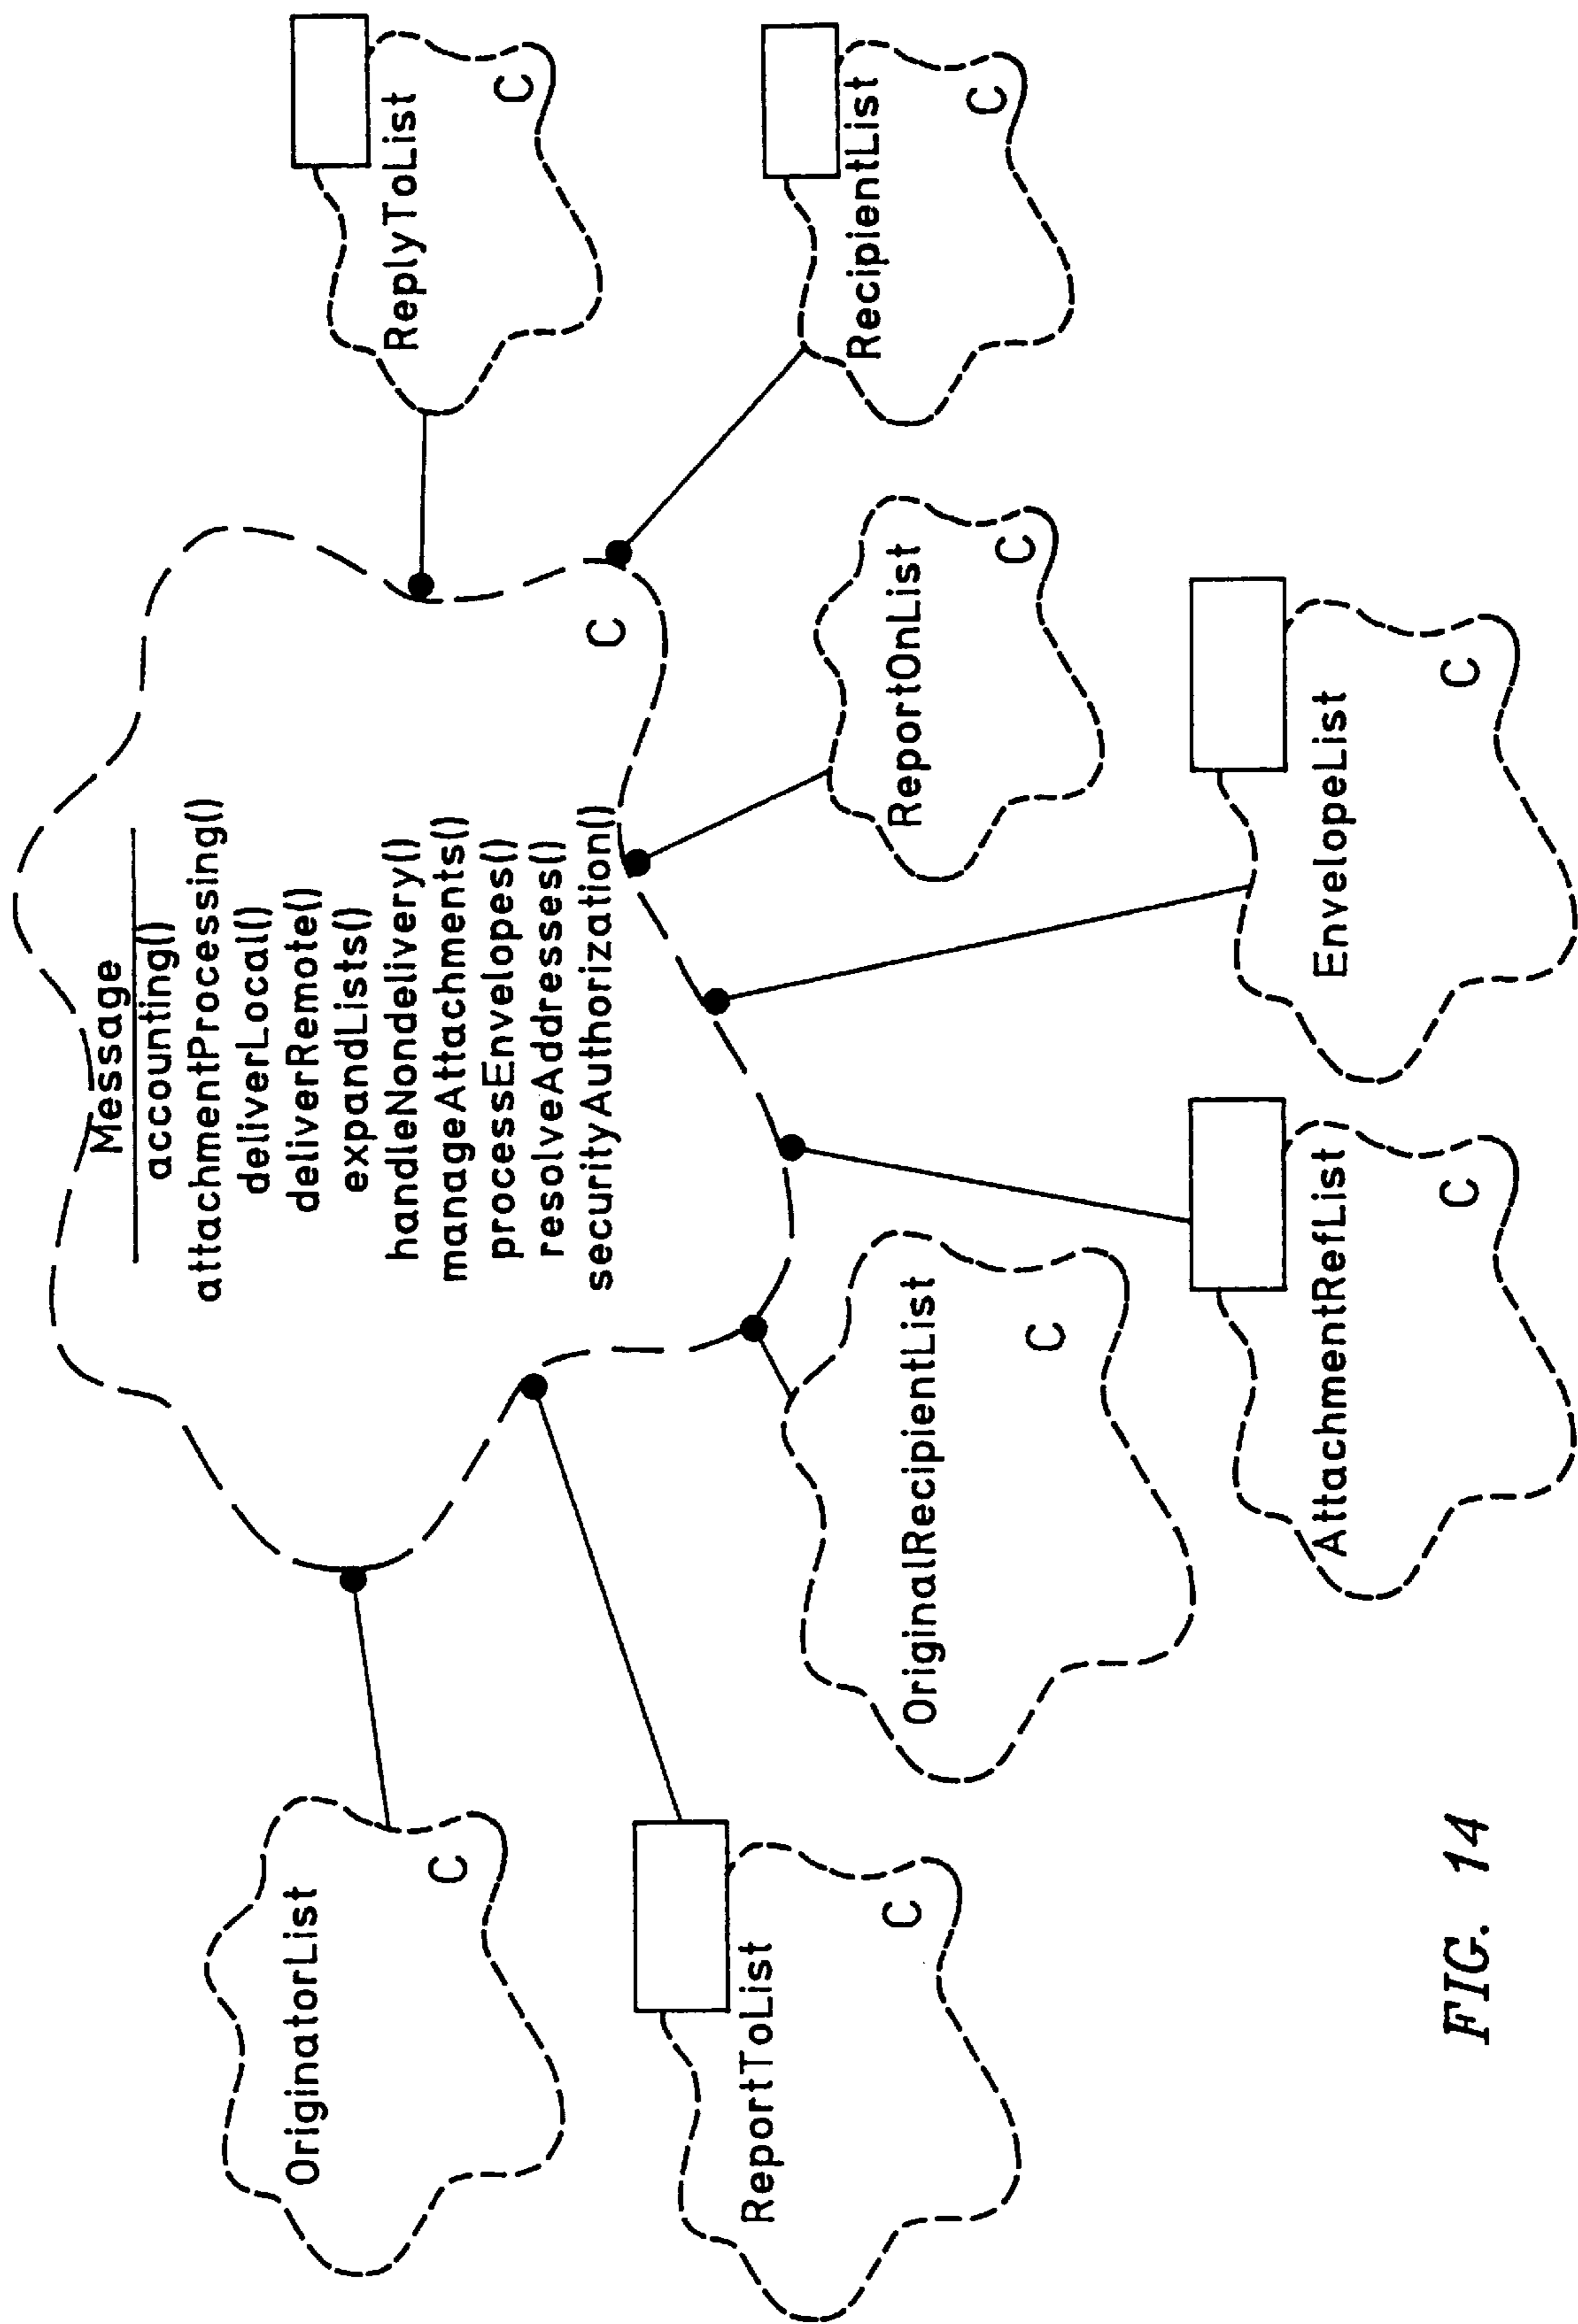 Message
accounting()
attachmentProcessing()
deliverLocal()
deliverRemote()
expandLists()
handleNondelivery()
manageAttachments()
processEnvelopes()
resolveAddresses()
securityAuthorization()
C
OriginatorList
C
ReplyToList
C
ReportToList
C
RecipientList
C
OriginalRecipientList
C
ReportOnList
C
AttachmentRefList
C
EnvelopeList
C
FIG. 14